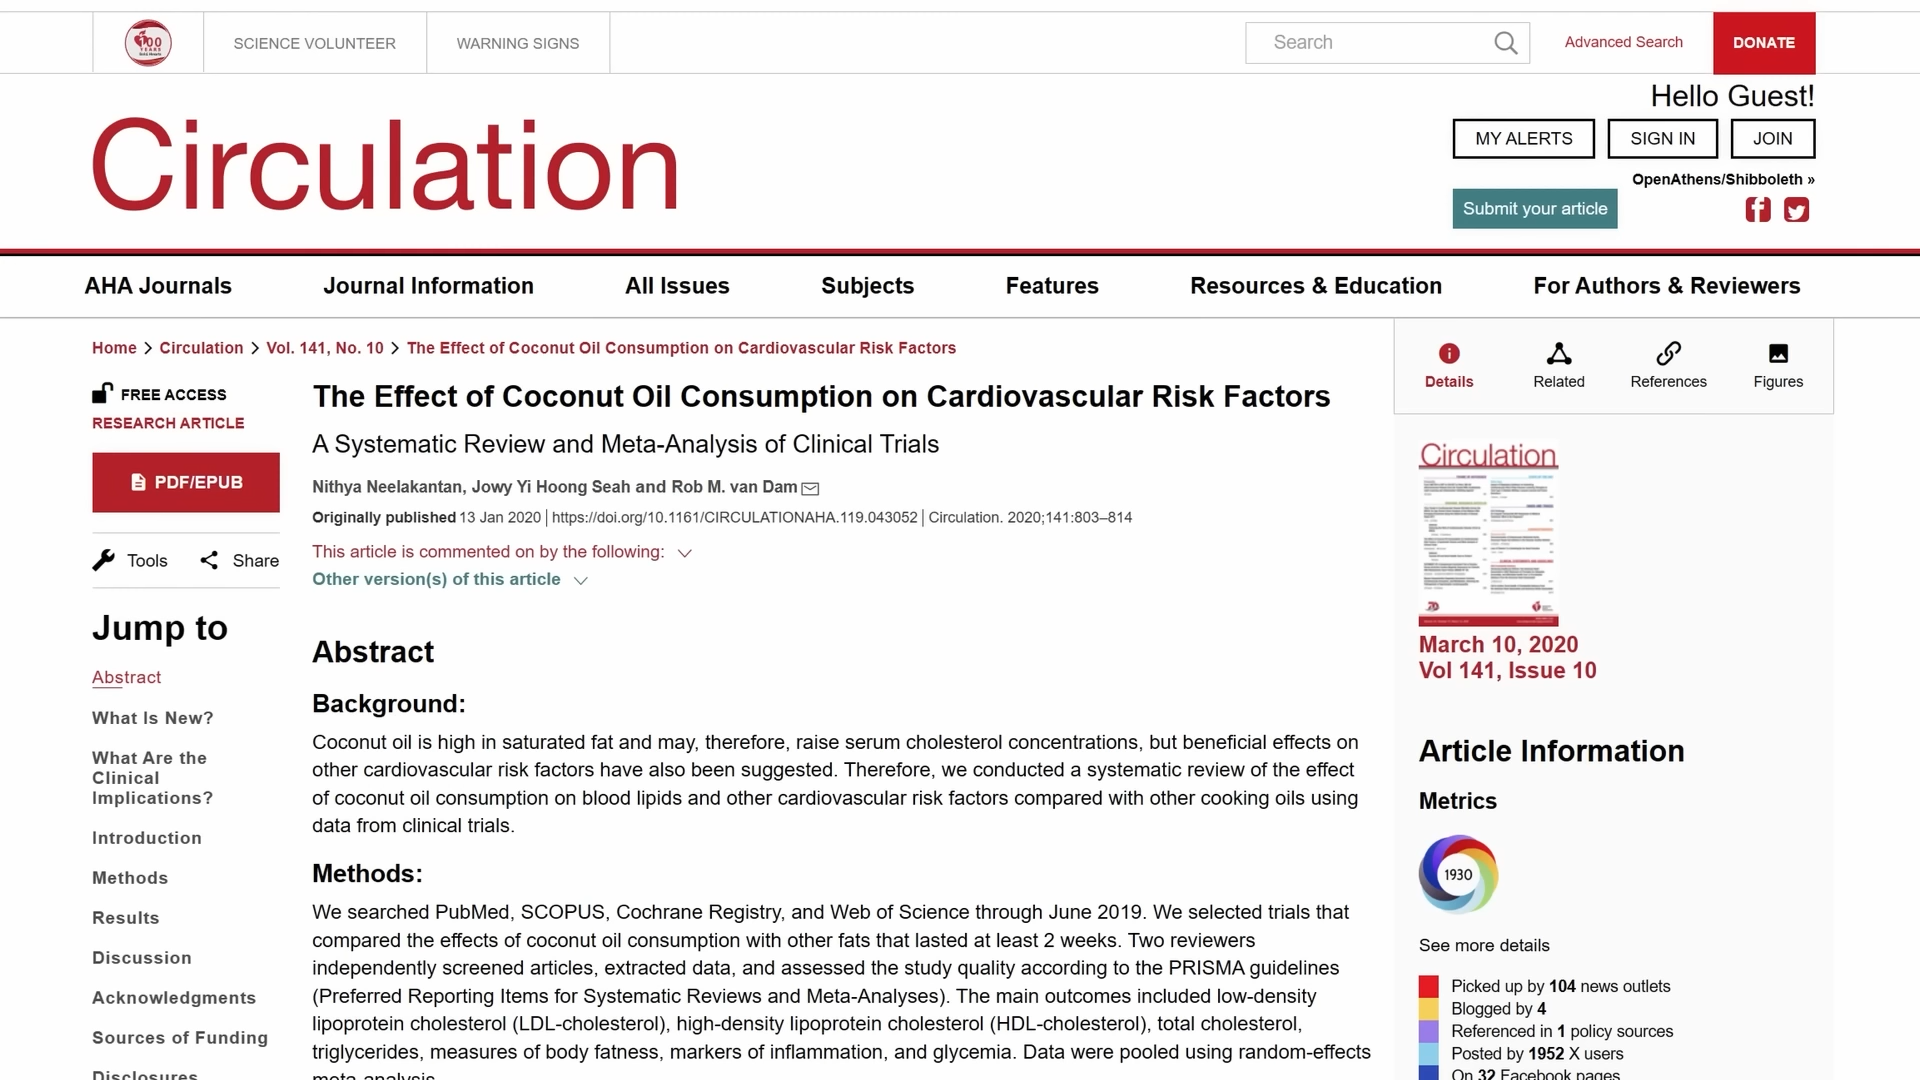 100
YEARS
SCIENCE VOLUNTEER
WARNING SIGNS
Search
Advanced Search
DONATE
Hello Guest!
Circulation
MY ALERTS
SIGN IN
JOIN
OpenAthens/Shibboleth »
Submit your article
AHA Journals
Journal Information
All Issues
Subjects
Features
Resources & Education
For Authors & Reviewers
Home > Circulation > Vol. 141, No. 10 > The Effect of Coconut Oil Consumption on Cardiovascular Risk Factors
FREE ACCESS
RESEARCH ARTICLE
PDF/EPUB
Tools
Share
Jump to
Abstract
What Is New?
What Are the
Clinical
Implications?
Introduction
Methods
Results
Discussion
Acknowledgments
Sources of Funding
Disclosures
The Effect of Coconut Oil Consumption on Cardiovascular Risk Factors
A Systematic Review and Meta-Analysis of Clinical Trials
Nithya Neelakantan, Jowy Yi Hoong Seah and Rob M. van Dam
Originally published 13 Jan 2020 | https://doi.org/10.1161/CIRCULATIONAHA.119.043052 | Circulation. 2020;141:803–814
This article is commented on by the following:
Other version(s) of this article
Abstract
Background:
Coconut oil is high in saturated fat and may, therefore, raise serum cholesterol concentrations, but beneficial effects on
other cardiovascular risk factors have also been suggested. Therefore, we conducted a systematic review of the effect
of coconut oil consumption on blood lipids and other cardiovascular risk factors compared with other cooking oils using
data from clinical trials.
Methods:
We searched PubMed, SCOPUS, Cochrane Registry, and Web of Science through June 2019. We selected trials that
compared the effects of coconut oil consumption with other fats that lasted at least 2 weeks. Two reviewers
independently screened articles, extracted data, and assessed the study quality according to the PRISMA guidelines
(Preferred Reporting Items for Systematic Reviews and Meta-Analyses). The main outcomes included low-density
lipoprotein cholesterol (LDL-cholesterol), high-density lipoprotein cholesterol (HDL-cholesterol), total cholesterol,
triglycerides, measures of body fatness, markers of inflammation, and glycemia. Data were pooled using random-effects
meta-analysis.
Details
Related
References
Figures
Circulation
March 10, 2020
Vol 141, Issue 10
Article Information
Metrics
1930
See more details
Picked up by 104 news outlets
Blogged by 4
Referenced in 1 policy sources
Posted by 1952 X users
On 32 Facebook pages